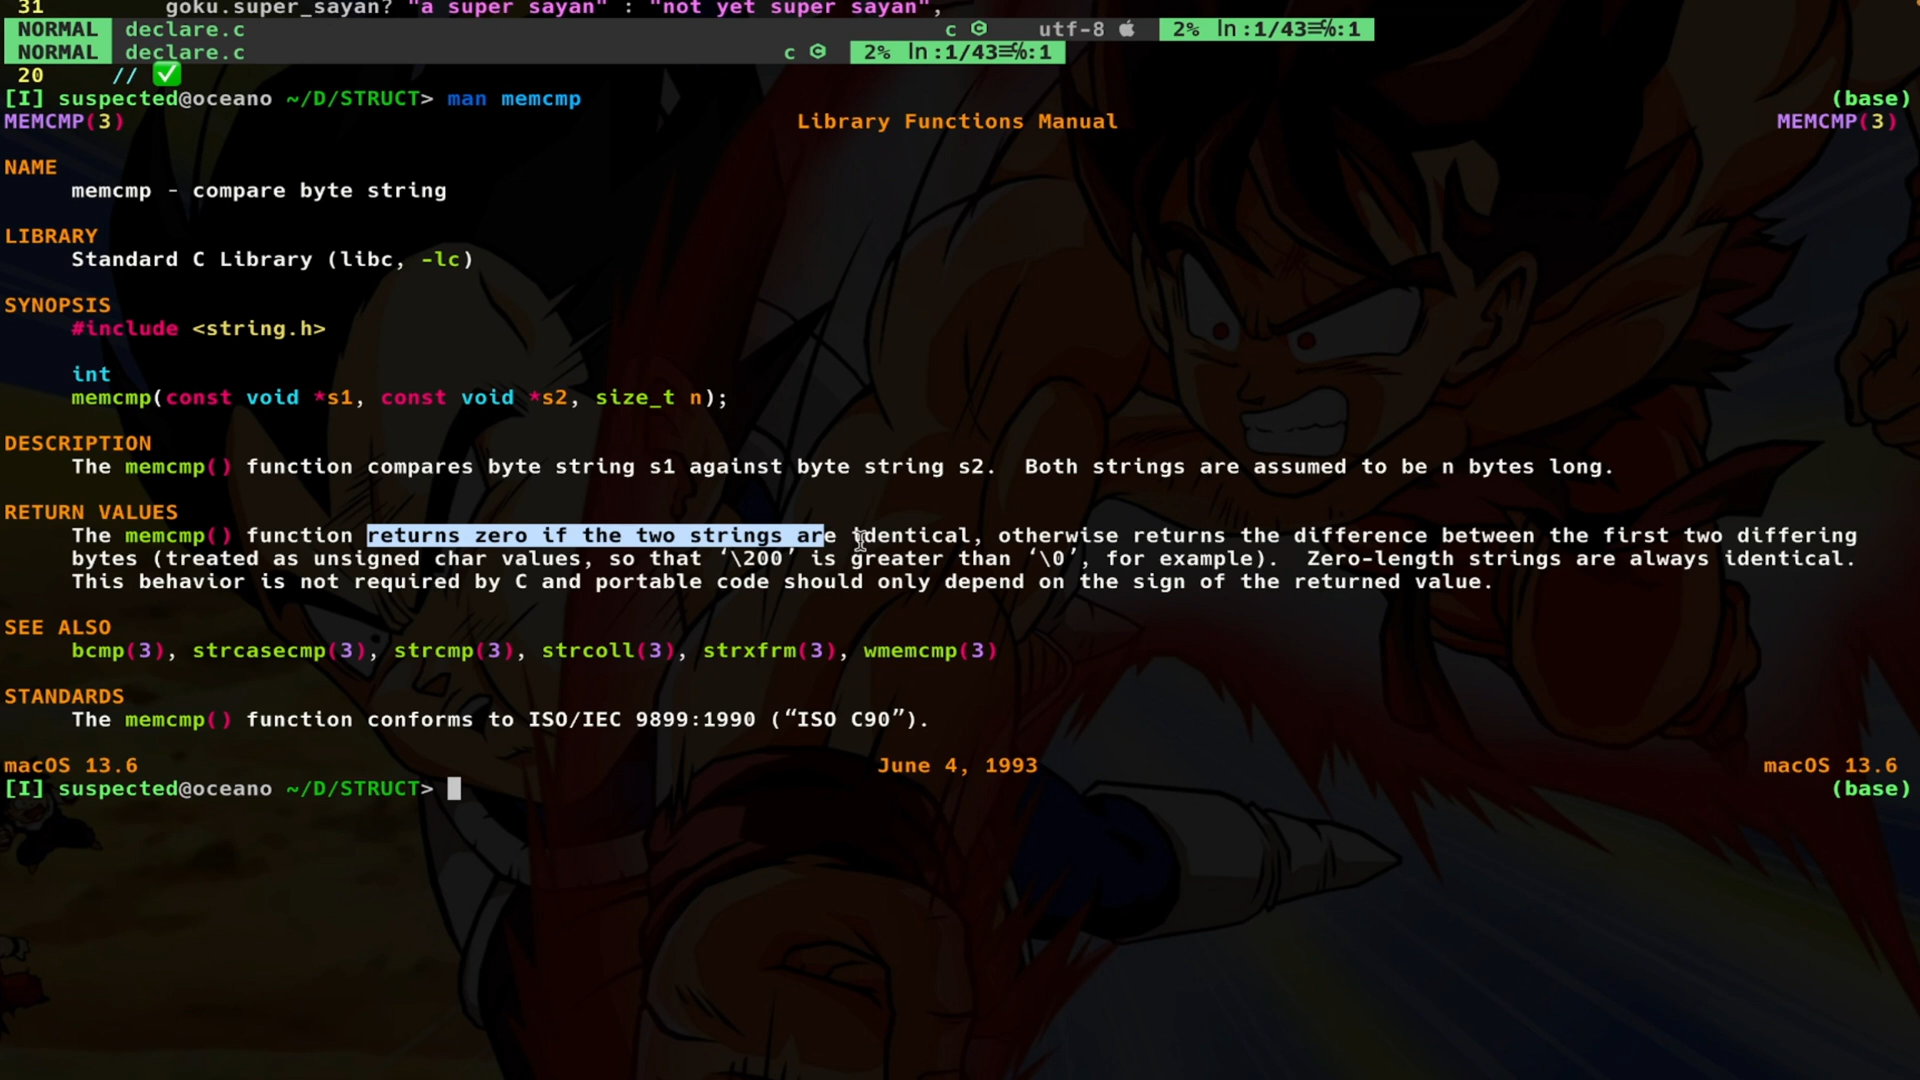 31 goku.super_sayan? "a super sayan" : "not yet super sayan",
NORMAL declare.c c utf-8 2% ln :1/43≡℅:1
NORMAL declare.c c 2% ln :1/43≡℅:1
20 // ✅
[I] suspected@oceano ~/D/STRUCT> man memcmp (base)
MEMCMP(3) Library Functions Manual MEMCMP(3)
NAME
memcmp - compare byte string
LIBRARY
Standard C Library (libc, -lc)
SYNOPSIS
#include <string.h>
int
memcmp(const void *s1, const void *s2, size_t n);
DESCRIPTION
The memcmp() function compares byte string s1 against byte string s2. Both strings are assumed to be n bytes long.
RETURN VALUES
The memcmp() function returns zero if the two strings are identical, otherwise returns the difference between the first two differing
bytes (treated as unsigned char values, so that ‘\200’ is greater than ‘\0’, for example). Zero-length strings are always identical.
This behavior is not required by C and portable code should only depend on the sign of the returned value.
SEE ALSO
bcmp(3), strcasecmp(3), strcmp(3), strcoll(3), strxfrm(3), wmemcmp(3)
STANDARDS
The memcmp() function conforms to ISO/IEC 9899:1990 (“ISO C90”).
macOS 13.6 June 4, 1993 macOS 13.6
[I] suspected@oceano ~/D/STRUCT> (base)